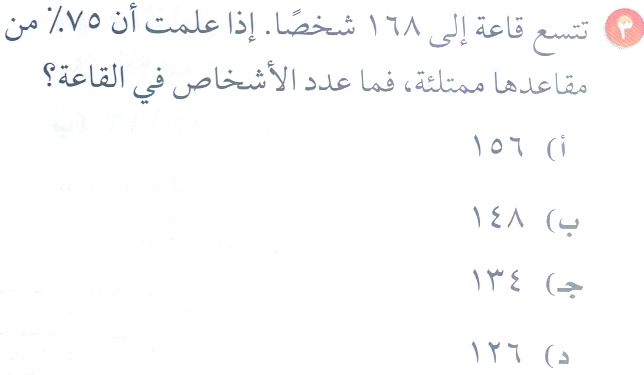 ٣ تتسع قاعة إلى ١٦٨ شخصًا. إذا علمت أن ٧٥٪ من
مقاعدها ممتلئة، فما عدد الأشخاص في القاعة؟
أ) ١٥٦
ب) ١٤٨
جـ) ١٣٤
د) ١٢٦